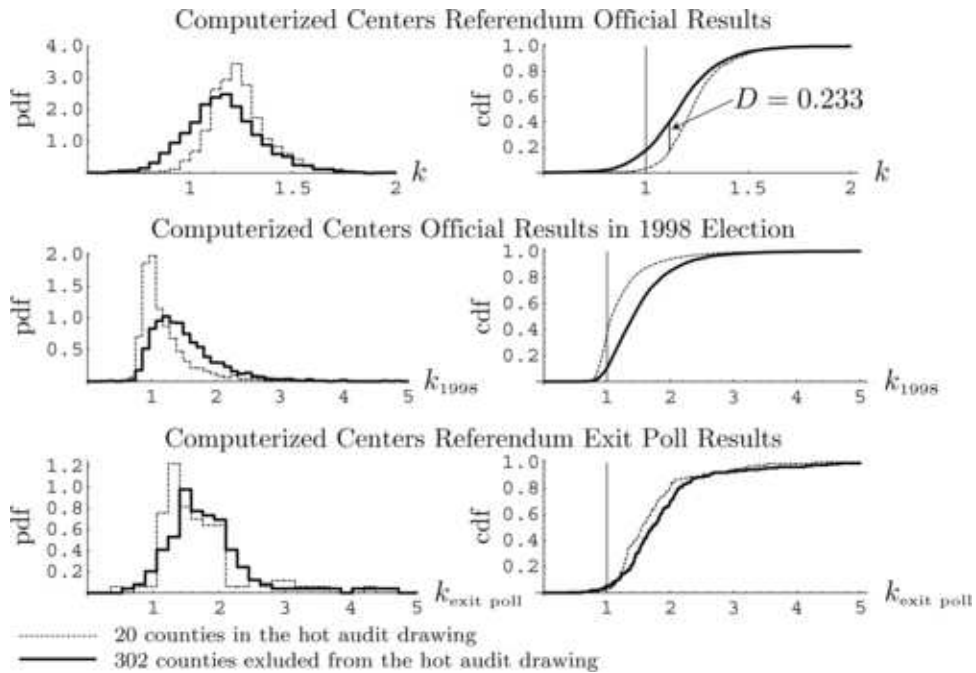 Computerized Centers Referendum Official Results
pdf
4.0
3.0
2.0
1.0
1 1.5 2
k
cdf
1.0
0.8
0.6
0.4
0.2
D = 0.233
1 1.5 2
k
Computerized Centers Official Results in 1998 Election
pdf
2.0
1.5
1.0
0.5
1 2 3 4 5
k1998
cdf
1.0
0.8
0.6
0.4
0.2
1 2 3 4 5
k1998
Computerized Centers Referendum Exit Poll Results
pdf
1.2
1.0
0.8
0.6
0.4
0.2
1 2 3 4 5
kexit poll
cdf
1.0
0.8
0.6
0.4
0.2
1 2 3 4 5
kexit poll
20 counties in the hot audit drawing
302 counties exluded from the hot audit drawing